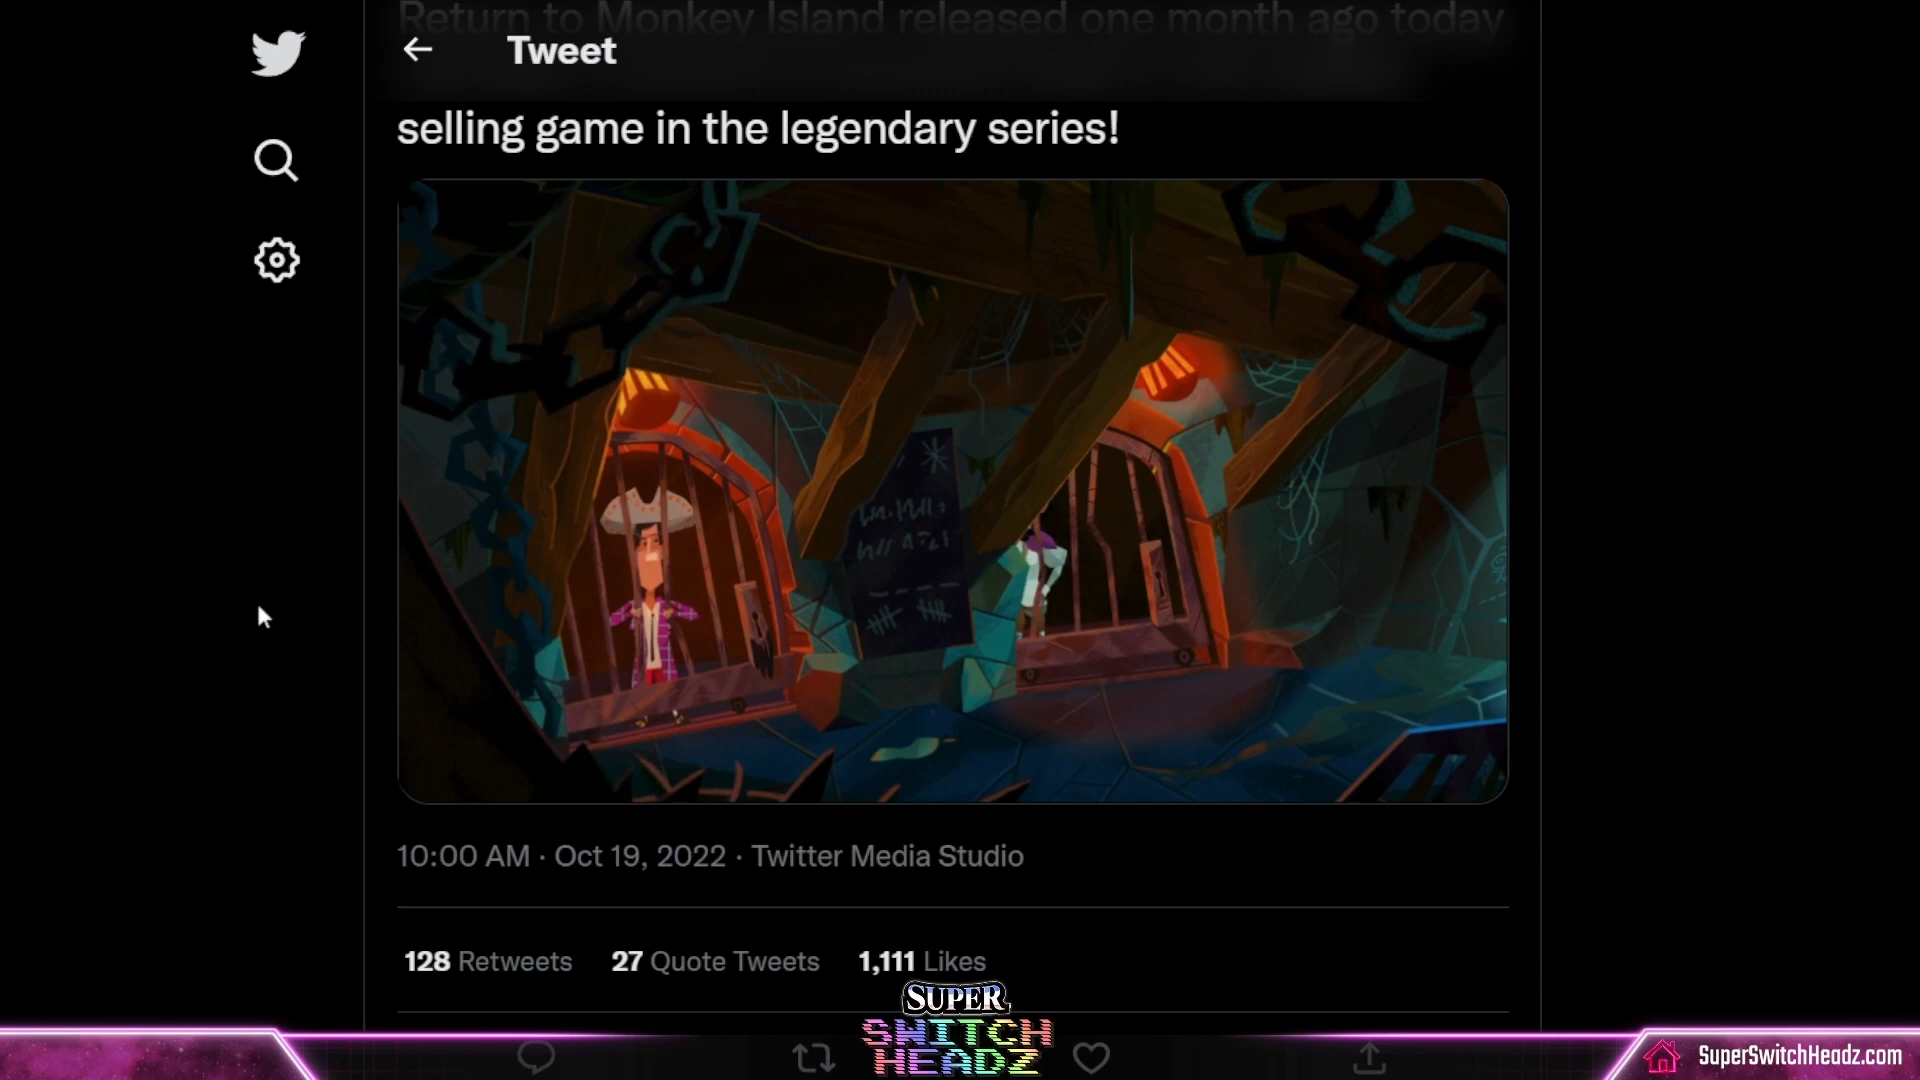 Return to Monkey Island released one month ago today
Tweet
selling game in the legendary series!
10:00 AM · Oct 19, 2022 · Twitter Media Studio
128 Retweets 27 Quote Tweets 1,111 Likes
SUPER
SWITCH
HEADZ
SuperSwitchHeadz.com